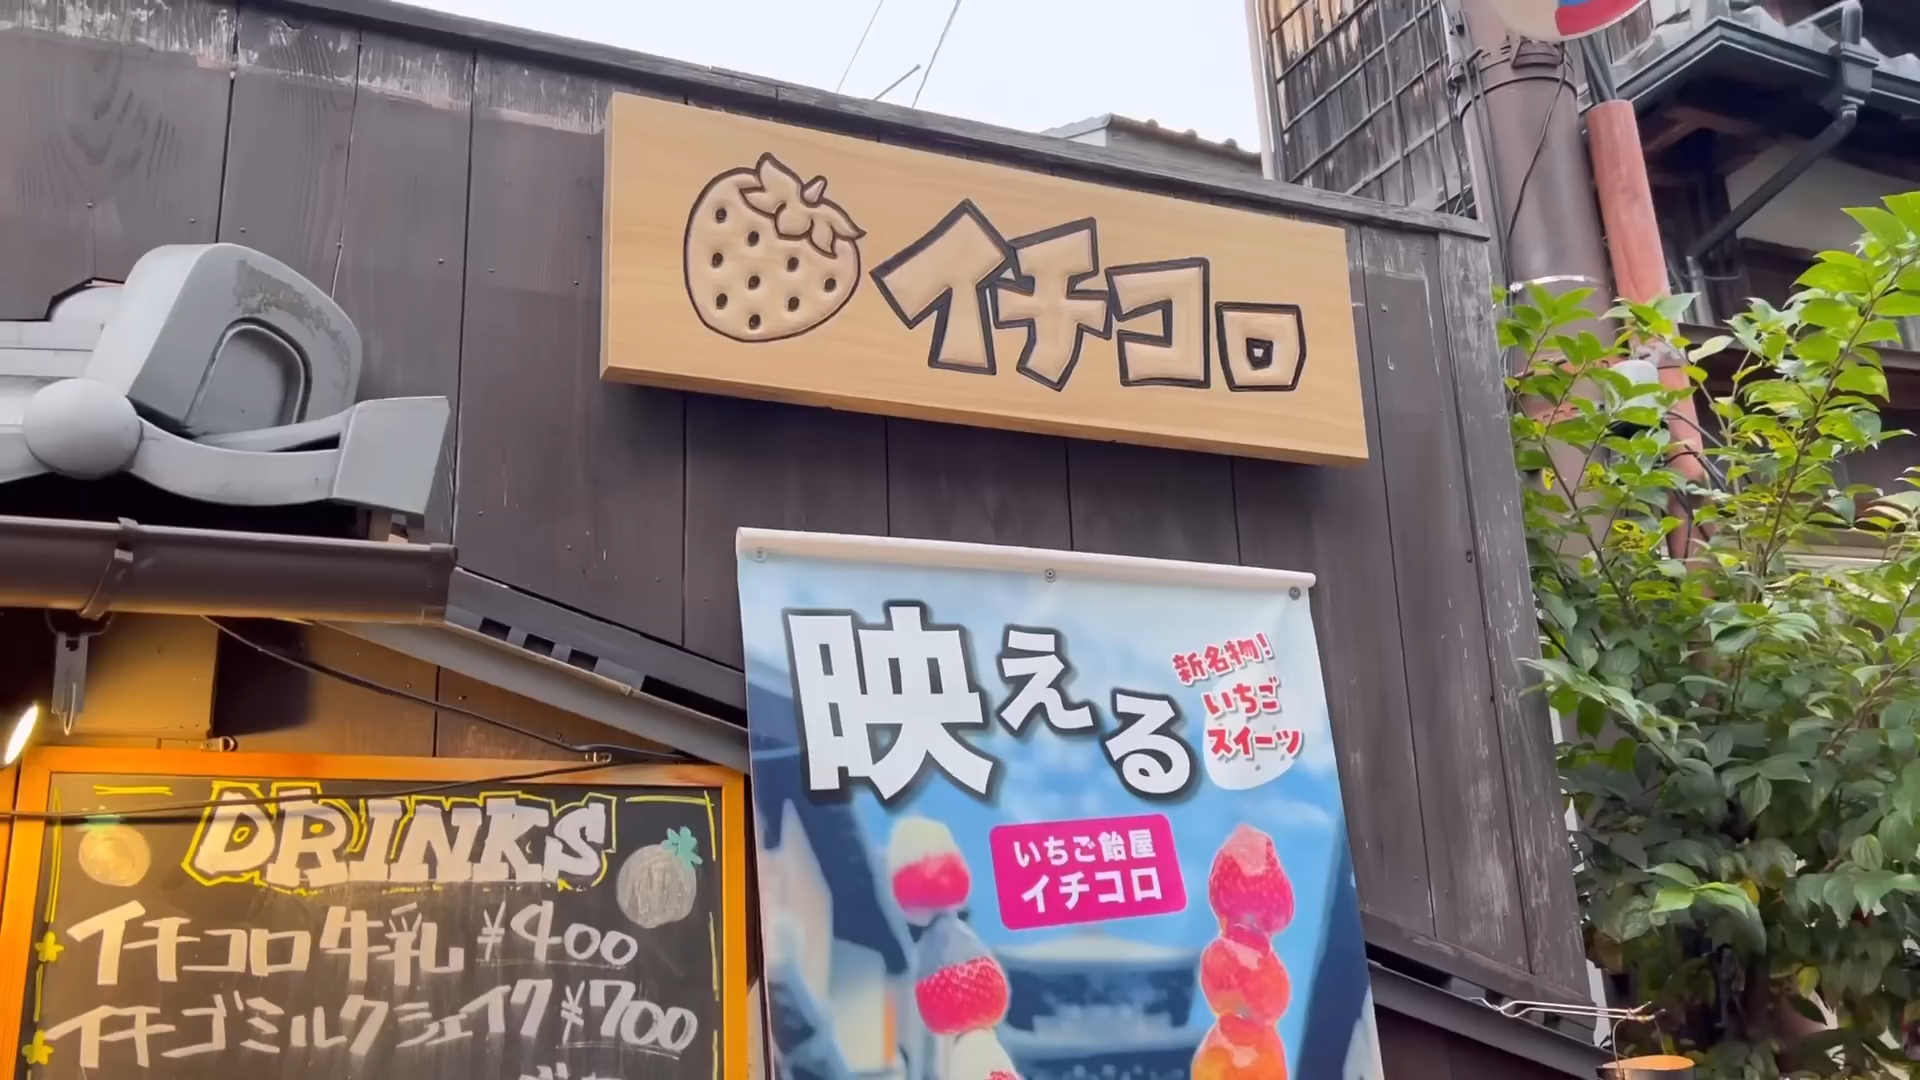 イチコロ
映える
新名物!
いちご
スイーツ
いちご飴屋
イチコロ
DRINKS
イチコロ牛乳 ¥400
イチゴミルクシェイク ¥700